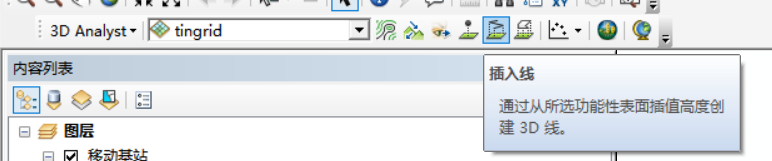 3D Analyst
tingrid
内容列表
插入线
通过从所选功能性表面插值高度创
建 3D 线。
图层
移动基站